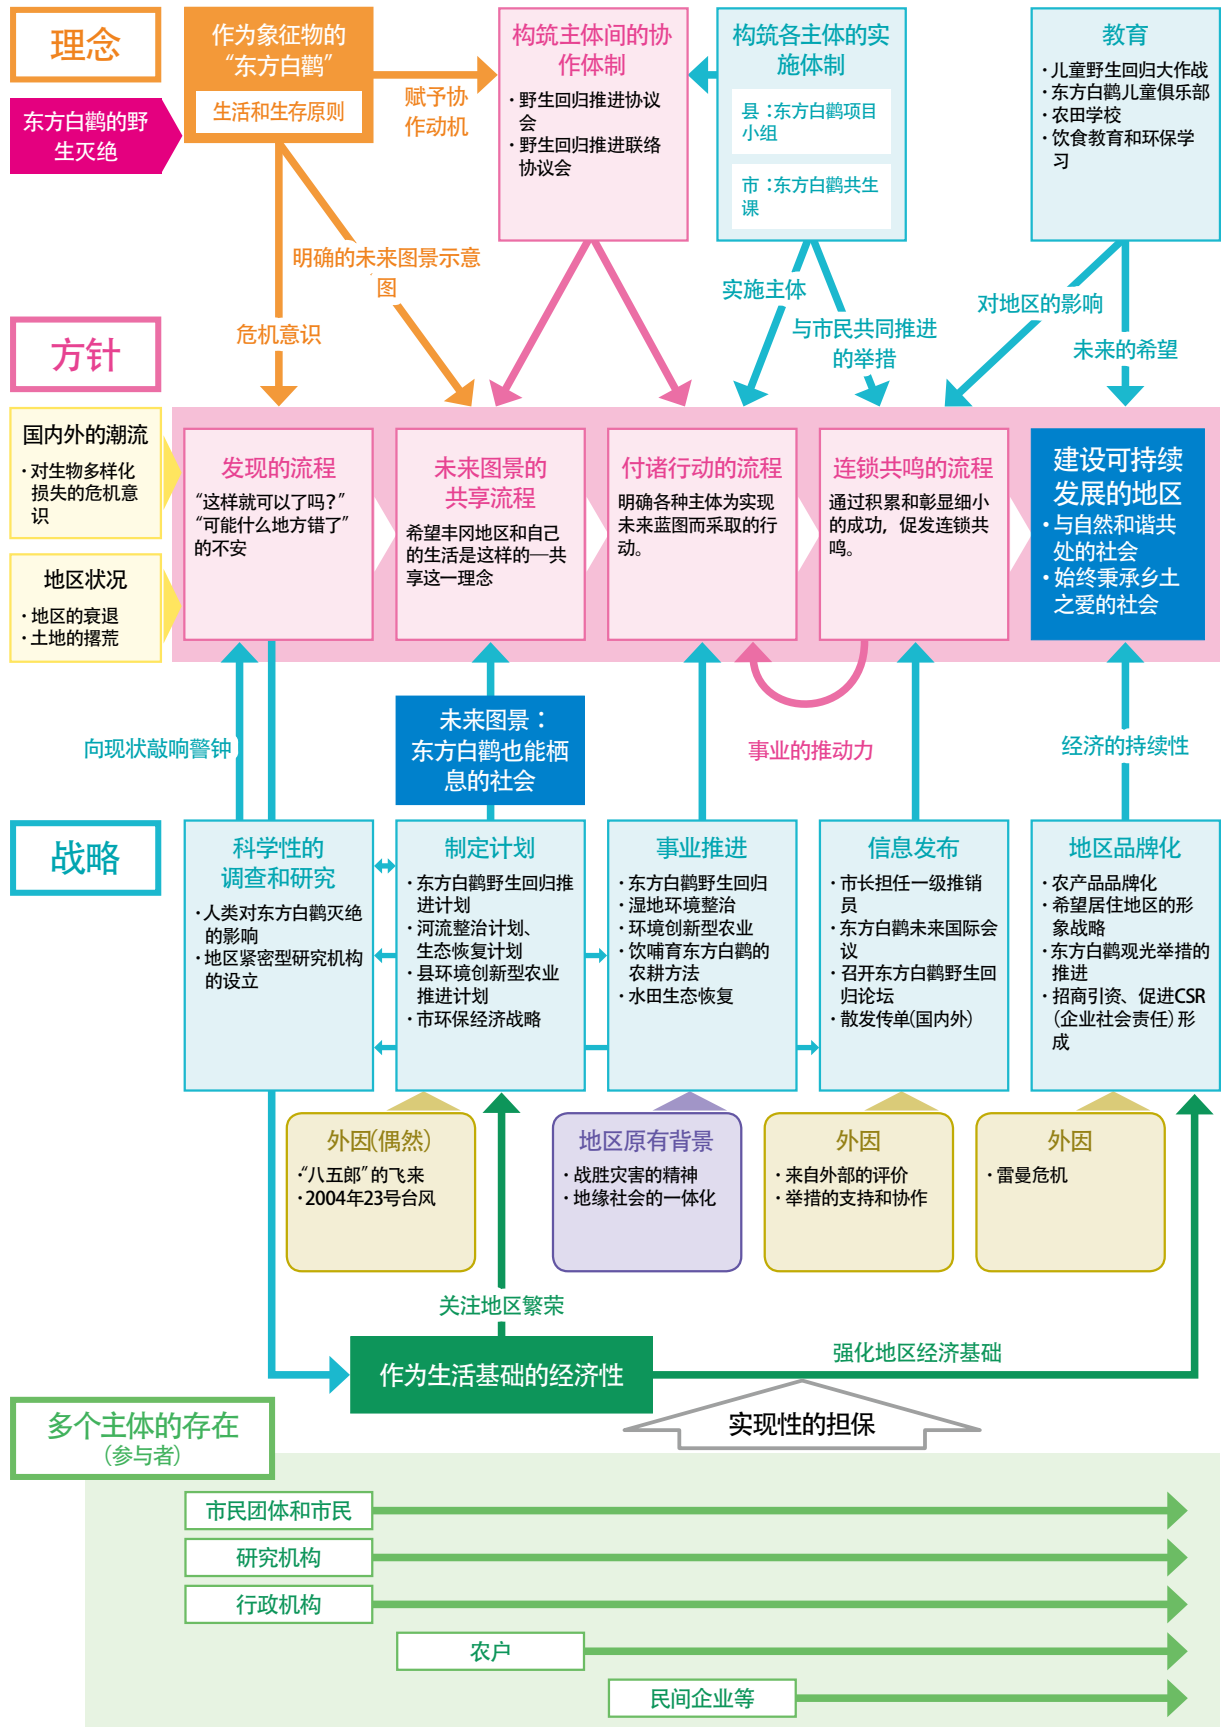 理念
东方白鹳的野
生灭绝
作为象征物的
“东方白鹳”
生活和生存原则
赋予协
作动机
构筑主体间的协
作体制
·野生回归推进协议
会
·野生回归推进联络
协议会
构筑各主体的实
施体制
县：东方白鹳项目
小组
市：东方白鹳共生
课
教育
·儿童野生回归大作战
·东方白鹳儿童俱乐部
·农田学校
·饮食教育和环保学
习
明确的未来图景示意
图
危机意识
实施主体
与市民共同推进
的举措
对地区的影响
未来的希望
方针
国内外的潮流
·对生物多样化
损失的危机意
识
地区状况
·地区的衰退
·土地的撂荒
发现的流程
“这样就可以了吗？”
“可能什么地方错了”
的不安
未来图景的
共享流程
希望丰冈地区和自己
的生活是这样的—共
享这一理念
付诸行动的流程
明确各种主体为实现
未来蓝图而采取的行
动。
连锁共鸣的流程
通过积累和彰显细小
的成功，促发连锁共
鸣。
建设可持续
发展的地区
•与自然和谐共
处的社会
•始终秉承乡土
之爱的社会
向现状敲响警钟
未来图景：
东方白鹳也能栖
息的社会
事业的推动力
经济的持续性
战略
科学性的
调查和研究
·人类对东方白鹳灭绝
的影响
·地区紧密型研究机构
的设立
制定计划
·东方白鹳野生回归推
进计划
·河流整治计划、
生态恢复计划
·县环境创新型农业
推进计划
·市环保经济战略
事业推进
·东方白鹳野生回归
·湿地环境整治
·环境创新型农业
·饮哺育东方白鹳的
农耕方法
·水田生态恢复
信息发布
·市长担任一级推销
员
·东方白鹳未来国际会
议
·召开东方白鹳野生回
归论坛
·散发传单(国内外)
地区品牌化
·农产品品牌化
·希望居住地区的形
象战略
·东方白鹳观光举措的
推进
·招商引资、促进CSR
(企业社会责任)形
成
外因(偶然)
·“八五郎”的飞来
·2004年23号台风
地区原有背景
·战胜灾害的精神
·地缘社会的一体化
外因
·来自外部的评价
·举措的支持和协作
外因
·雷曼危机
关注地区繁荣
作为生活基础的经济性
强化地区经济基础
实现性的担保
多个主体的存在
(参与者)
市民团体和市民
研究机构
行政机构
农户
民间企业等